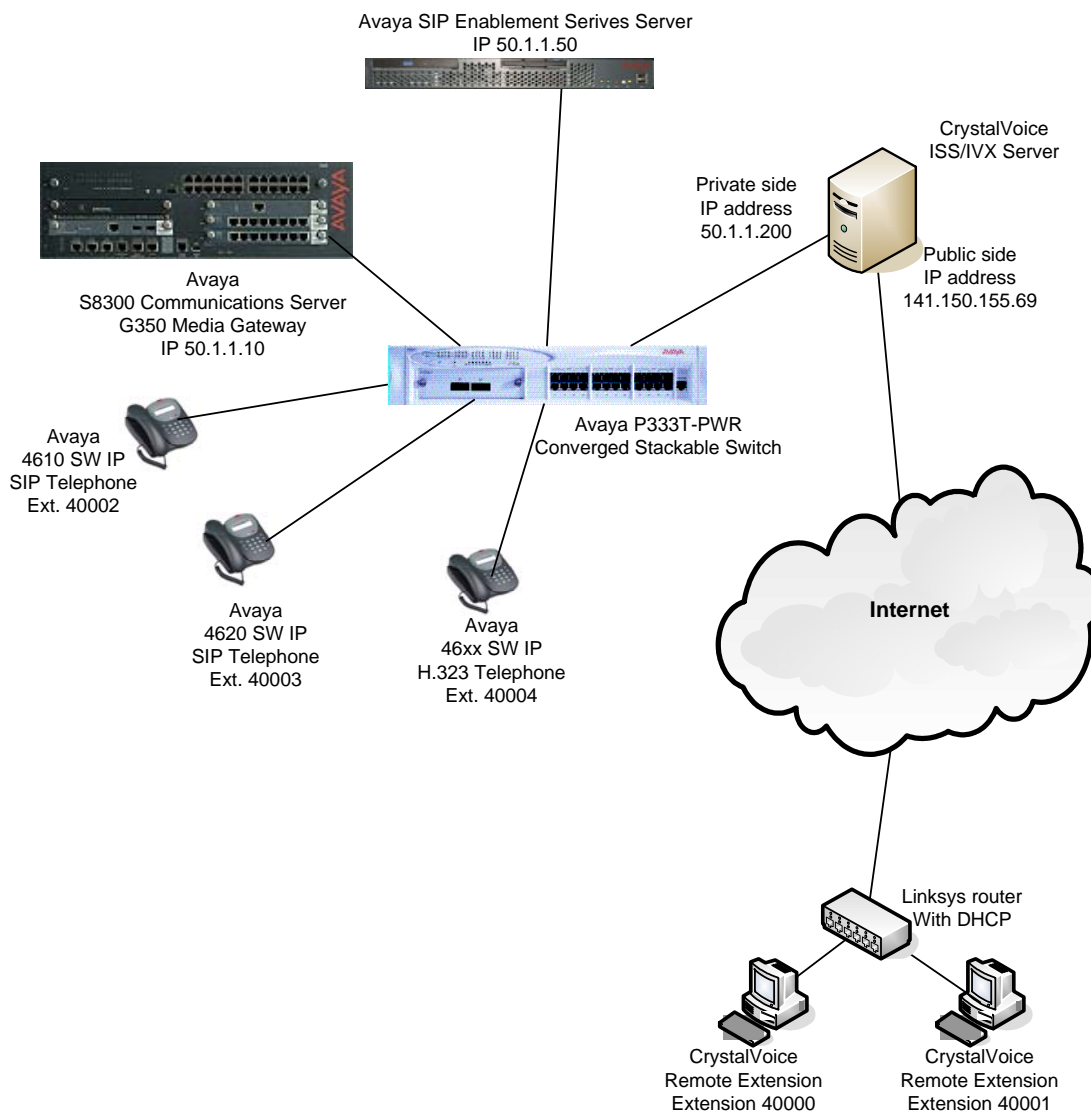 Avaya SIP Enablement Serives Server
IP 50.1.1.50
CrystalVoice
ISS/IVX Server
Private side
IP address
50.1.1.200
Public side
IP address
141.150.155.69
AVAYA
Avaya
S8300 Communications Server
G350 Media Gateway
IP 50.1.1.10
AVAYA
Avaya P333T-PWR
Converged Stackable Switch
Avaya
4610 SW IP
SIP Telephone
Ext. 40002
Avaya
4620 SW IP
SIP Telephone
Ext. 40003
Avaya
46xx SW IP
H.323 Telephone
Ext. 40004
Internet
Linksys router
With DHCP
CrystalVoice
Remote Extension
Extension 40000
CrystalVoice
Remote Extension
Extension 40001